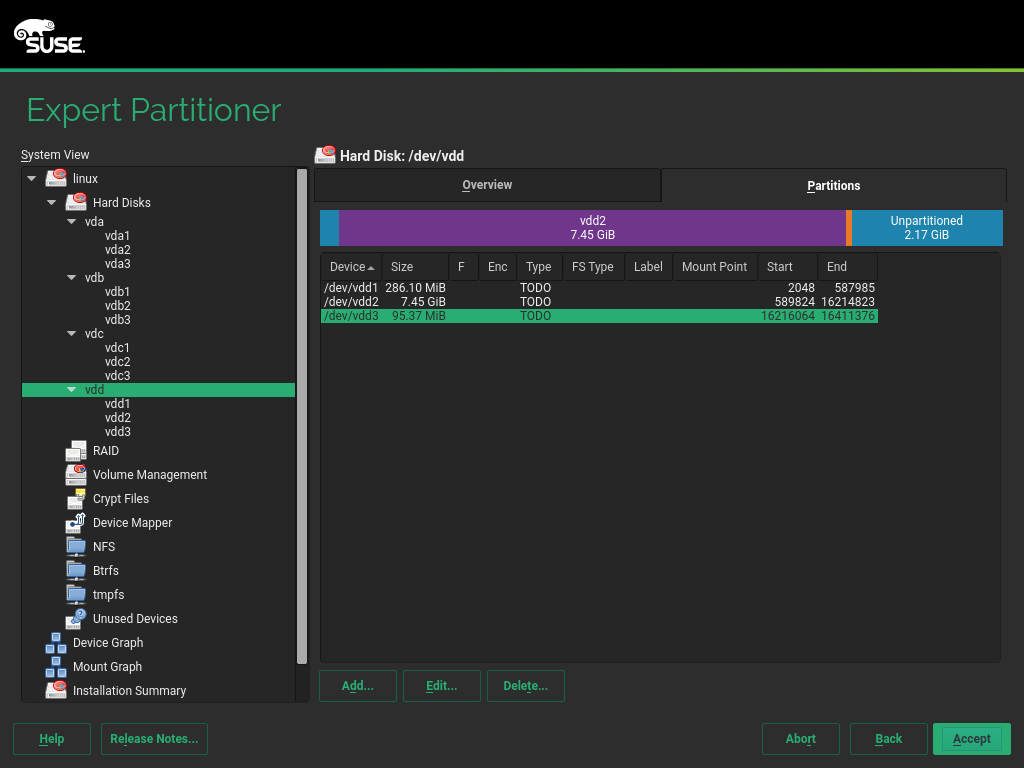 SUSE.
Expert Partitioner
System View
linux
Hard Disks
vda
vda1
vda2
vda3
vdb
vdb1
vdb2
vdb3
vdc
vdc1
vdc2
vdc3
vdd
vdd1
vdd2
vdd3
RAID
Volume Management
Crypt Files
Device Mapper
NFS
Btrfs
tmpfs
Unused Devices
Device Graph
Mount Graph
Installation Summary
Hard Disk: /dev/vdd
Overview Partitions
vdd2 Unpartitioned
7.45 GiB 2.17 GiB
Device Size F Enc Type FS Type Label Mount Point Start End
/dev/vdd1 286.10 MiB TODO 2048 587985
/dev/vdd2 7.45 GiB TODO 589824 16214823
/dev/vdd3 95.37 MiB TODO 16216064 16411376
Add... Edit... Delete...
Help Release Notes... Abort Back Accept